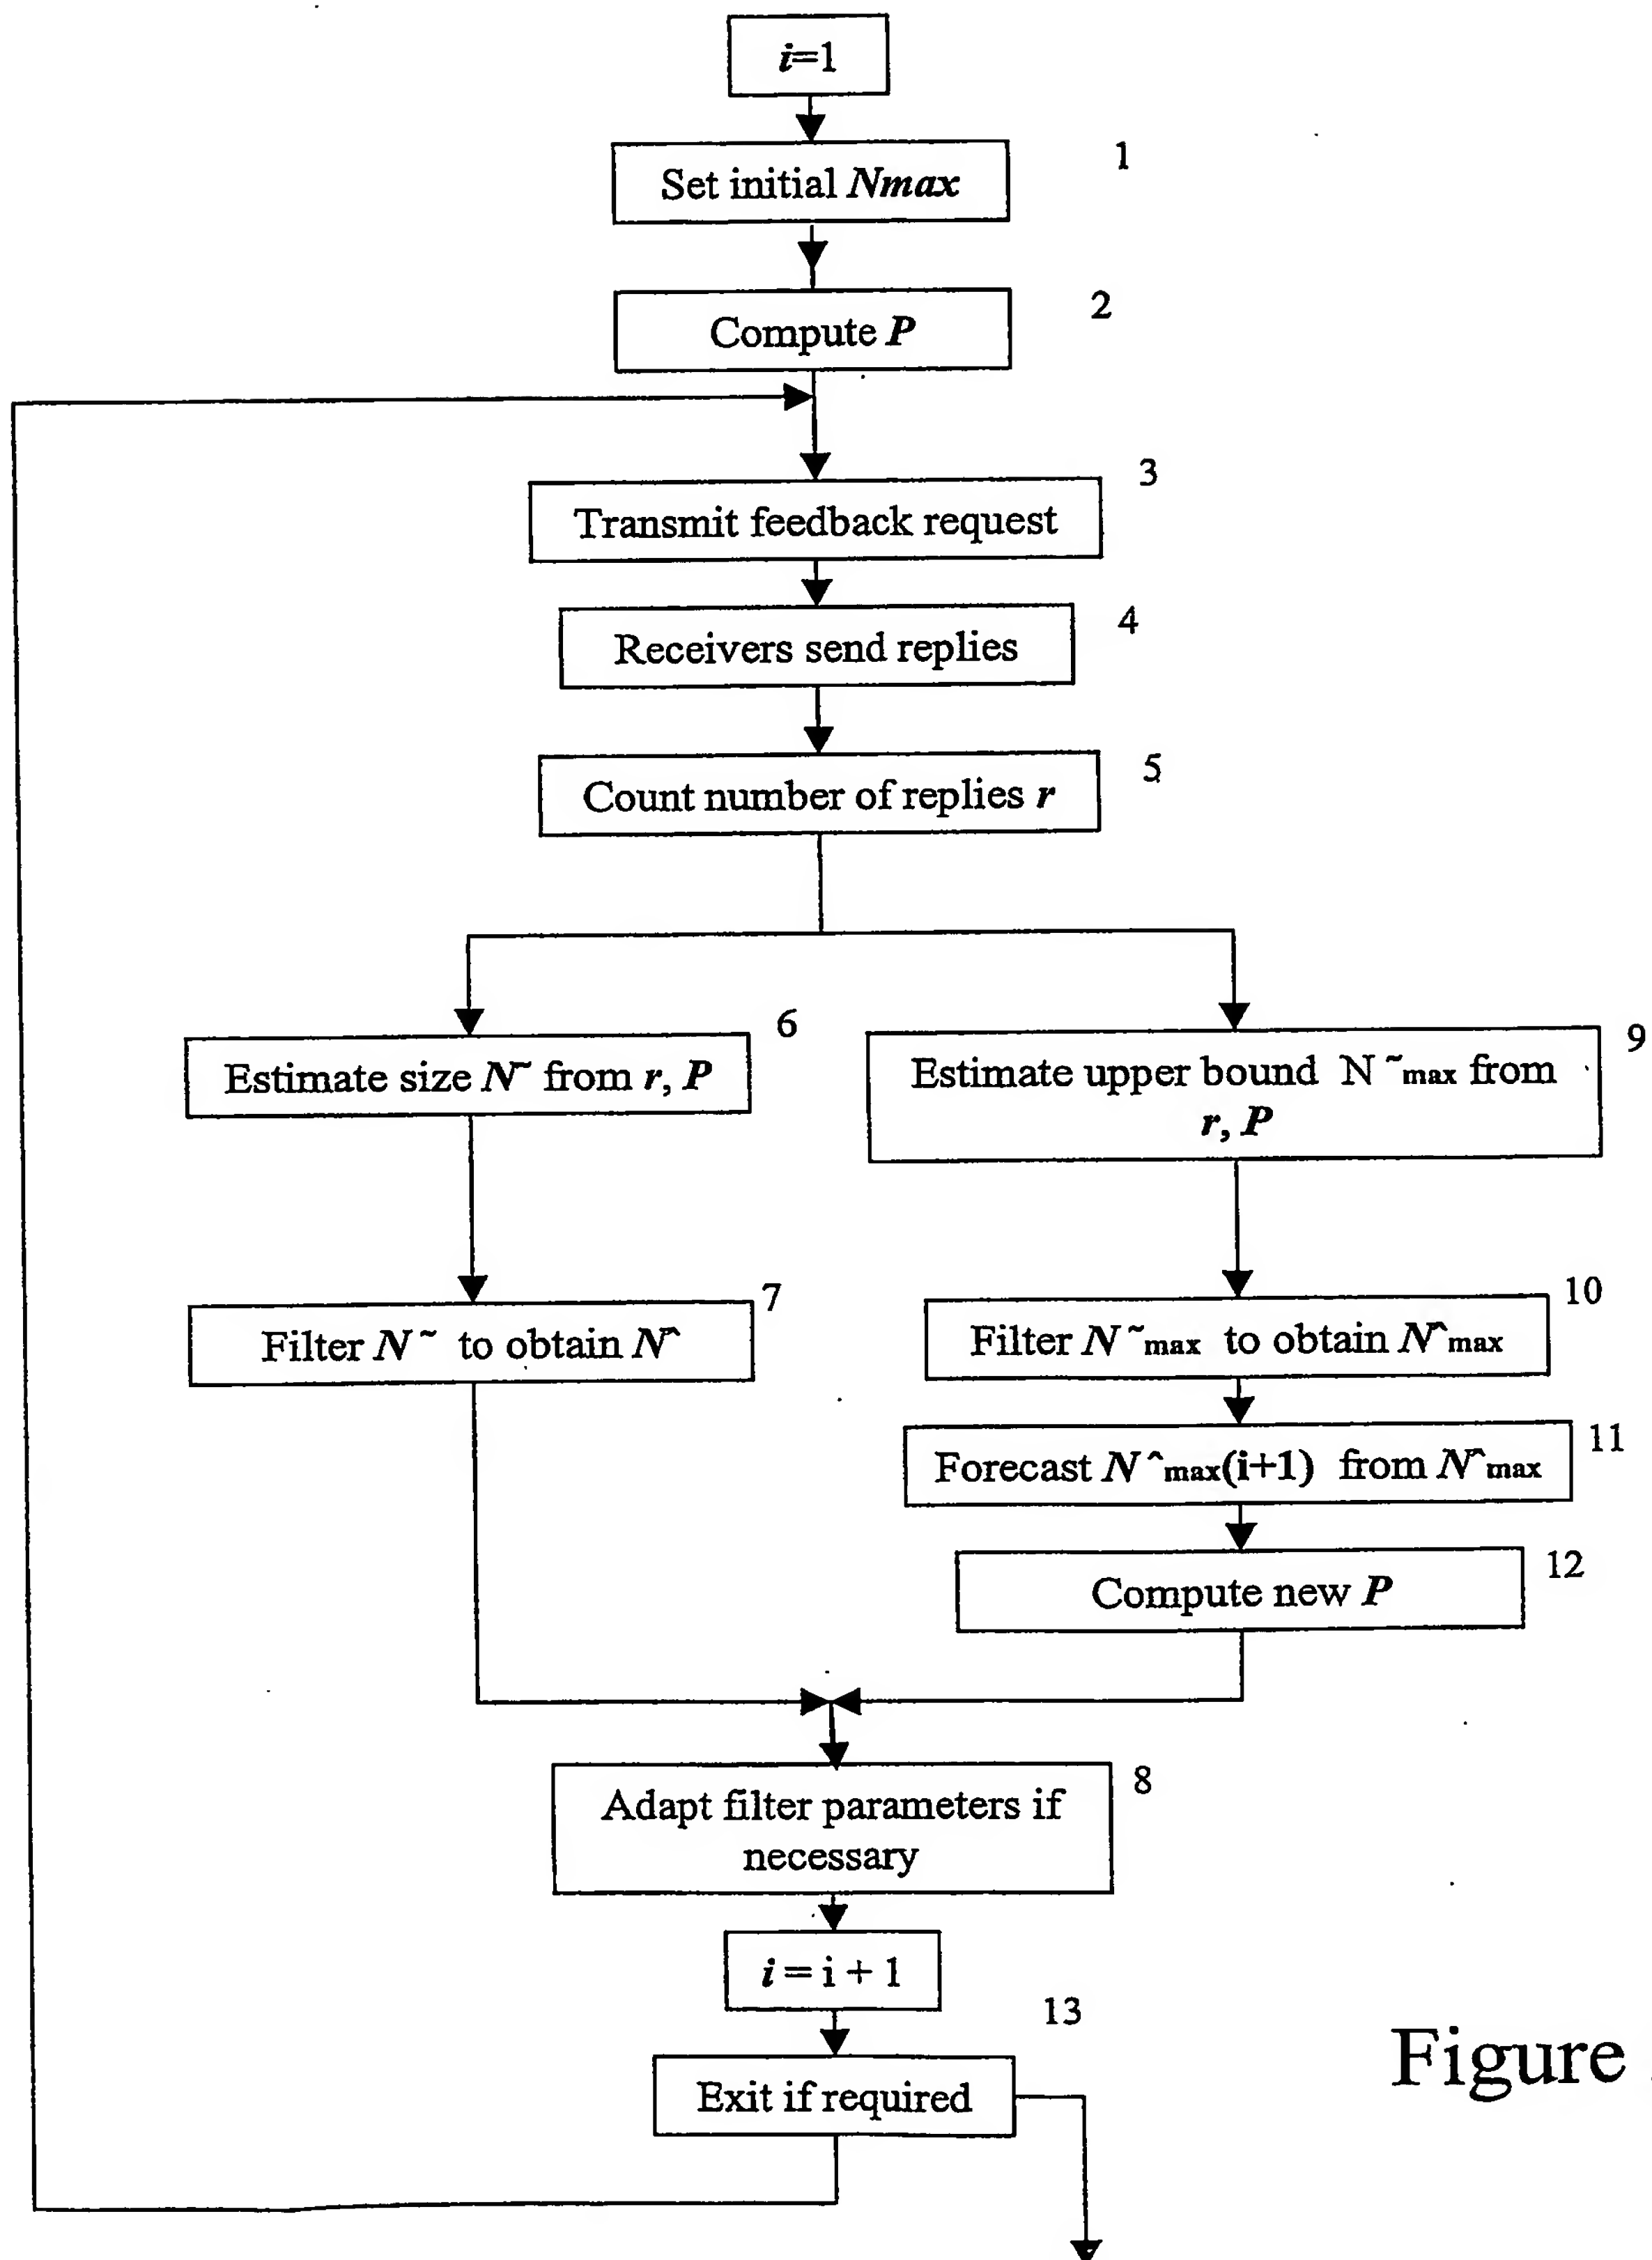 i=1
1
Set initial Nmax
2
Compute P
3
Transmit feedback request
4
Receivers send replies
5
Count number of replies r
6
Estimate size N~ from r, P
9
Estimate upper bound N ~max from
r, P
7
Filter N ~ to obtain N^
10
Filter N ~max to obtain N^max
11
Forecast N ^max(i+1) from N^max
12
Compute new P
8
Adapt filter parameters if
necessary
i = i + 1
13
Exit if required
Figure